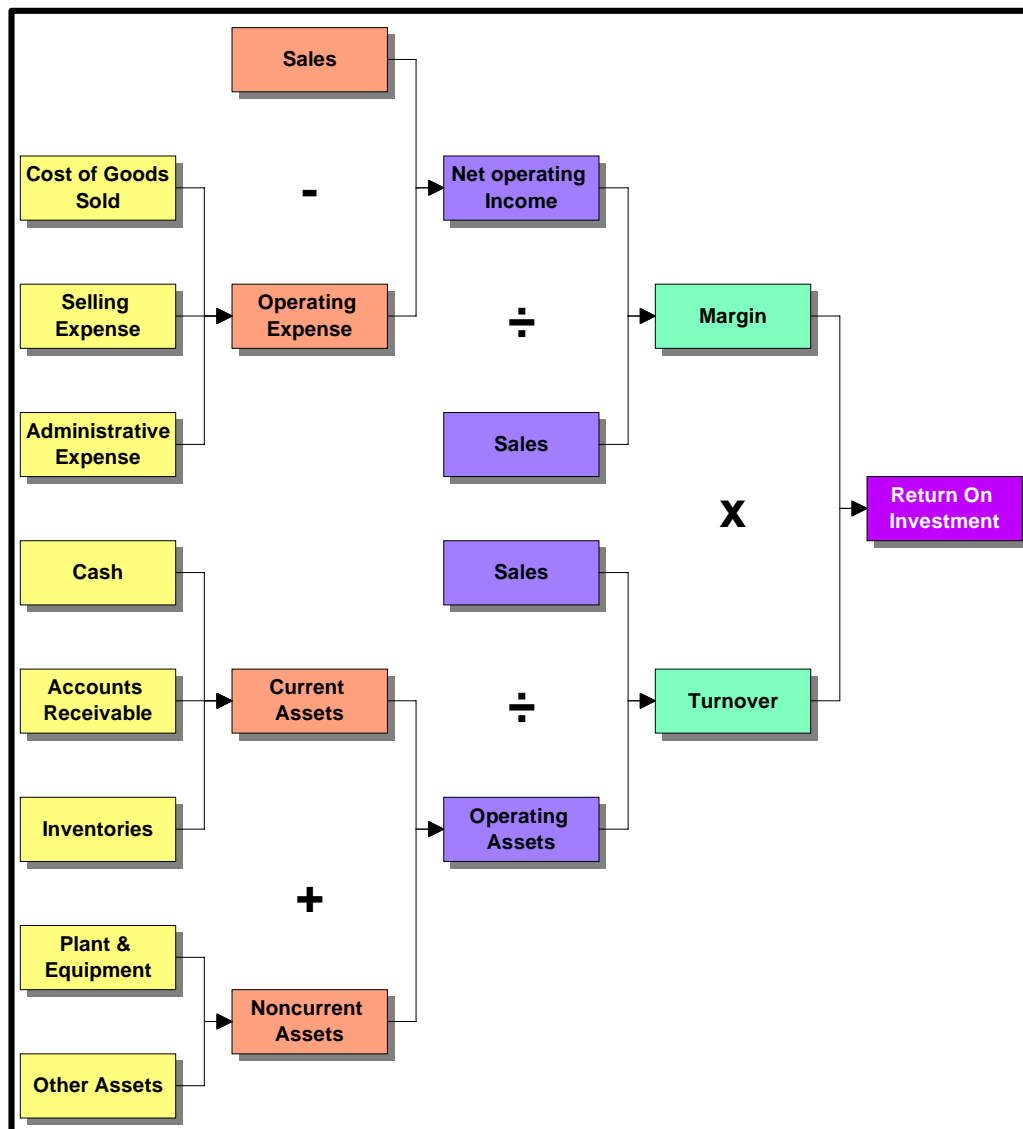 Sales
Cost of Goods
Sold
-
Net operating
Income
Selling
Expense
Operating
Expense
÷
Margin
Administrative
Expense
Sales
x
Return On
Investment
Cash
Sales
Accounts
Receivable
Current
Assets
÷
Turnover
Inventories
Operating
Assets
+
Plant &
Equipment
Noncurrent
Assets
Other Assets